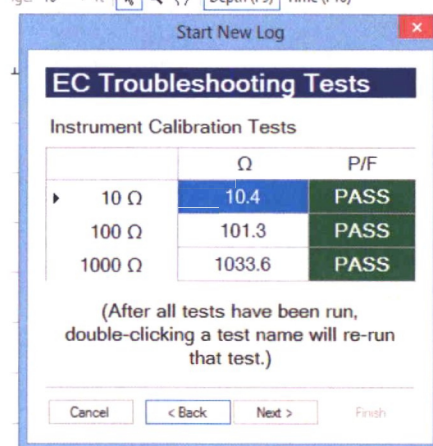 Depth (F9)
Start New Log
EC Troubleshooting Tests
Instrument Calibration Tests
Ω P/F
10 Ω 10.4 PASS
100 Ω 101.3 PASS
1000 Ω 1033.6 PASS
(After all tests have been run,
double-clicking a test name will re-run
that test.)
Cancel < Back Next > Finish